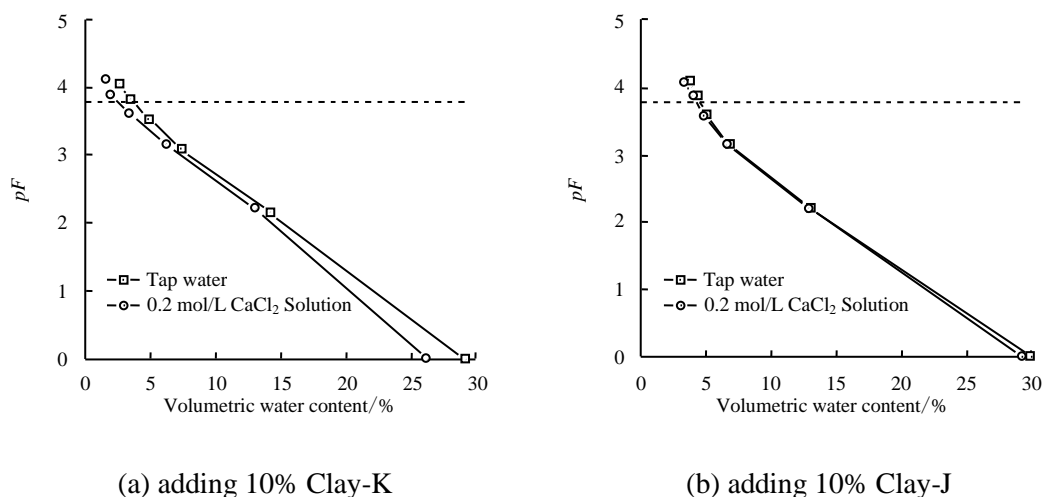 5
4
3
2
1
0
pF
Tap water
0.2 mol/L CaCl₂ Solution
0 5 10 15 20 25 30
Volumetric water content/%
(a) adding 10% Clay-K
5
4
3
2
1
0
pF
Tap water
0.2 mol/L CaCl₂ Solution
0 5 10 15 20 25 30
Volumetric water content/%
(b) adding 10% Clay-J